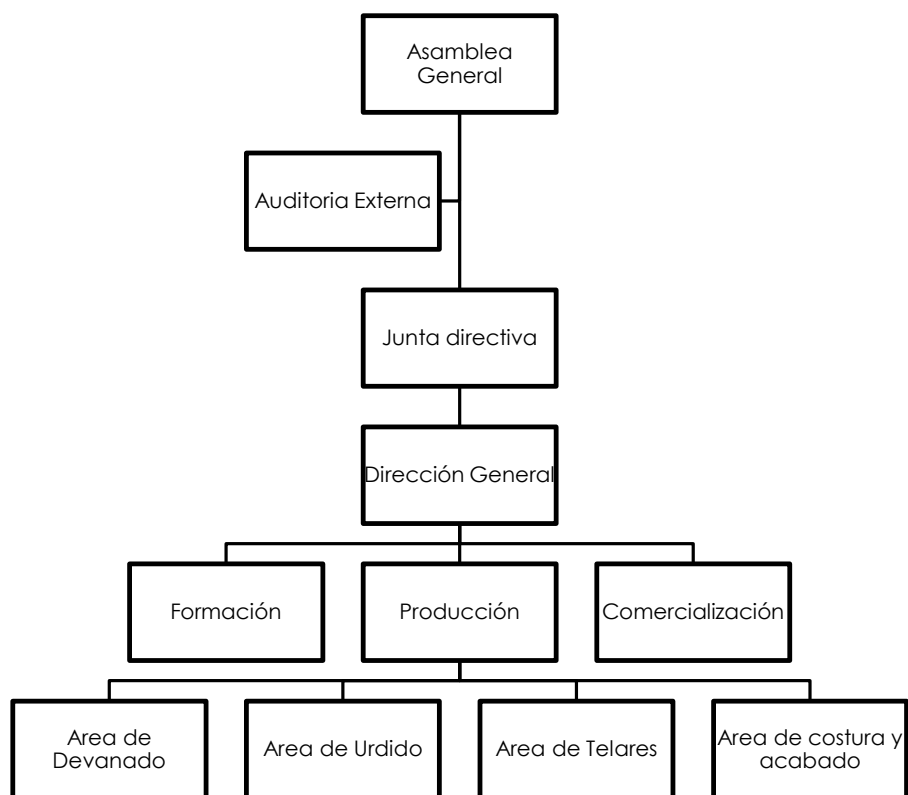 Asamblea
General
Auditoria Externa
Junta directiva
Dirección General
Formación
Producción
Comercialización
Area de
Devanado
Area de Urdido
Area de Telares
Area de costura y
acabado